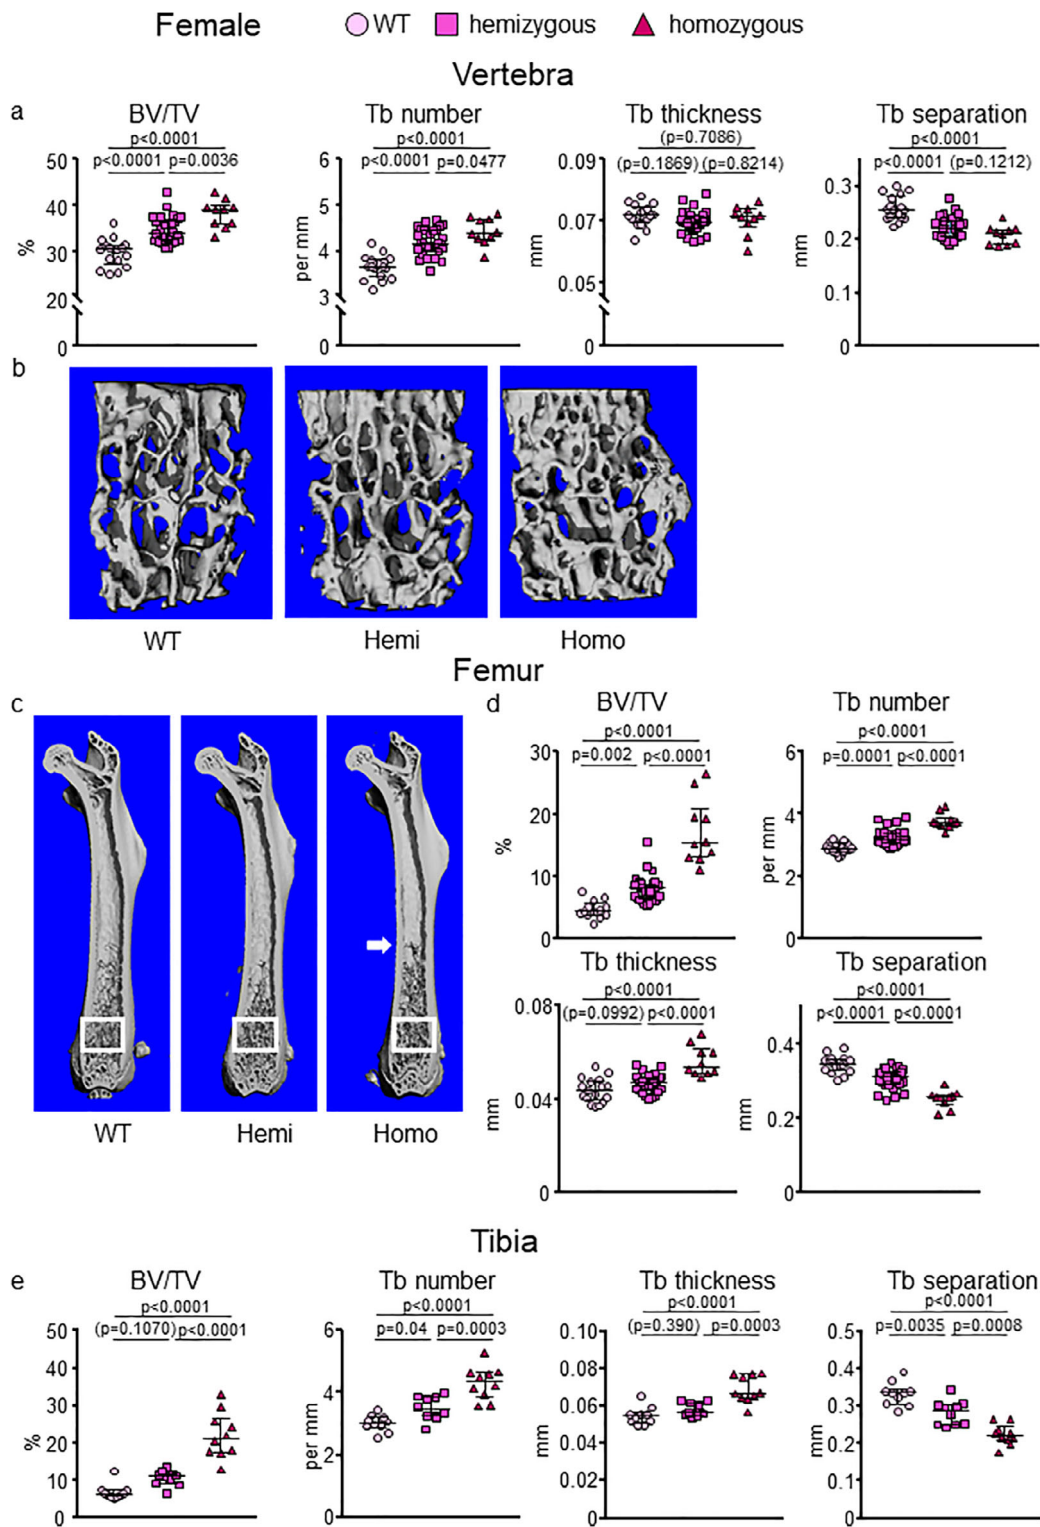 Female WT hemizygous homozygous
Vertebra
a BV/TV Tb number Tb thickness Tb separation
p<0.0001 p<0.0001 (p=0.7086) p<0.0001
p<0.0001 p=0.0036 p<0.0001 p=0.0477 (p=0.1869) (p=0.8214) p<0.0001 (p=0.1212)
% 50 40 30 20 0
per mm 6 5 4 3 0
mm 0.09 0.07 0.05 0
mm 0.3 0.2 0.1 0
b
WT Hemi Homo
Femur
c
WT Hemi Homo
d BV/TV Tb number
p<0.0001 p<0.0001
p=0.002 p<0.0001 p=0.0001 p<0.0001
% 30 20 10 0
per mm 6 4 2 0
Tb thickness Tb separation
p<0.0001 p<0.0001
(p=0.0992) p<0.0001 p<0.0001 p<0.0001
mm 0.08 0.04 0
mm 0.4 0.2 0
Tibia
e BV/TV Tb number Tb thickness Tb separation
p<0.0001 p<0.0001 p<0.0001 p<0.0001
(p=0.1070) p<0.0001 p=0.04 p=0.0003 (p=0.390) p=0.0003 p=0.0035 p=0.0008
% 50 40 30 20 10 0
per mm 6 4 2 0
mm 0.10 0.08 0.06 0.04 0.02 0
mm 0.5 0.4 0.3 0.2 0.1 0